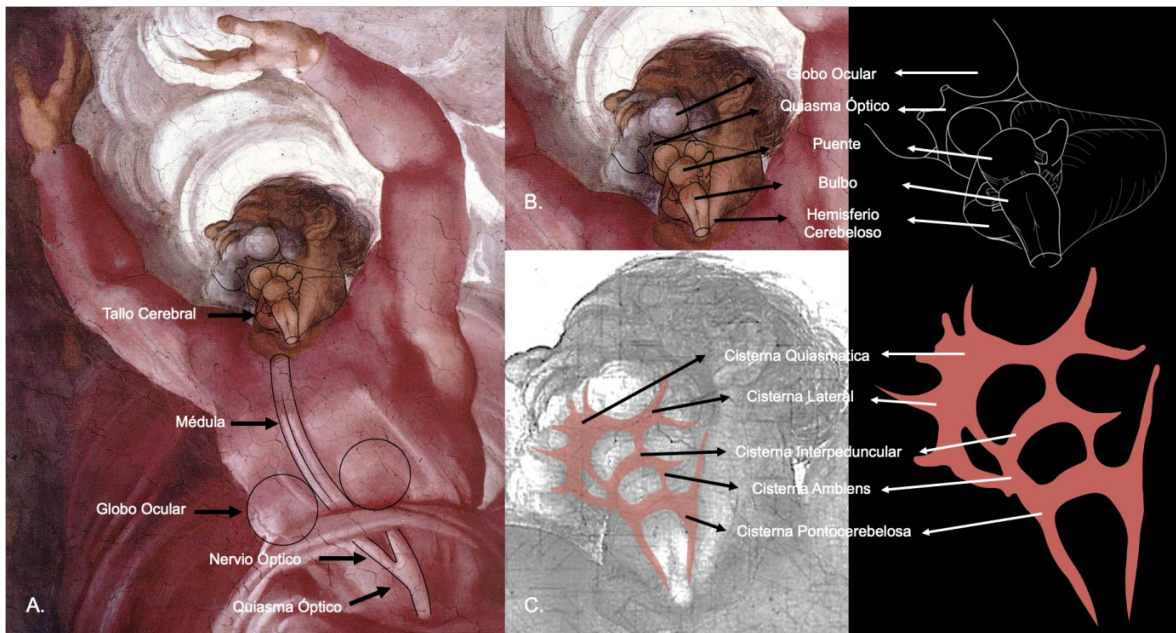 Tallo Cerebral
Médula
Globo Ocular
Nervio Óptico
Quiasma Óptico
A.
Globo Ocular
Quiasma Óptico
Puente
Bulbo
Hemisferio
Cerebeloso
B.
Cisterna Quiasmatica
Cisterna Lateral
Cisterna Interpeduncular
Cisterna Ambiens
Cisterna Pontocerebelosa
C.